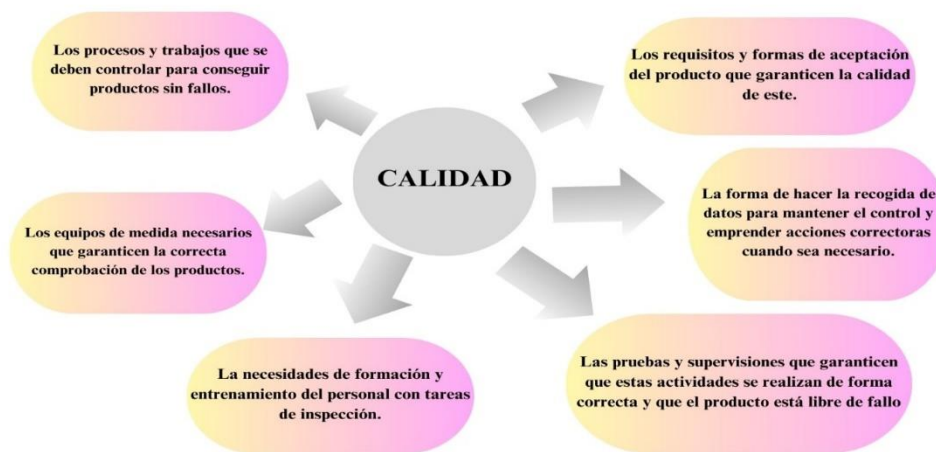 Los procesos y trabajos que se
deben controlar para conseguir
productos sin fallos.
Los requisitos y formas de aceptación
del producto que garanticen la calidad
de este.
CALIDAD
La forma de hacer la recogida de
datos para mantener el control y
emprender acciones correctoras
cuando sea necesario.
Los equipos de medida necesarios
que garanticen la correcta
comprobación de los productos.
La necesidades de formación y
entrenamiento del personal con tareas
de inspección.
Las pruebas y supervisiones que garanticen
que estas actividades se realizan de forma
correcta y que el producto está libre de fallo